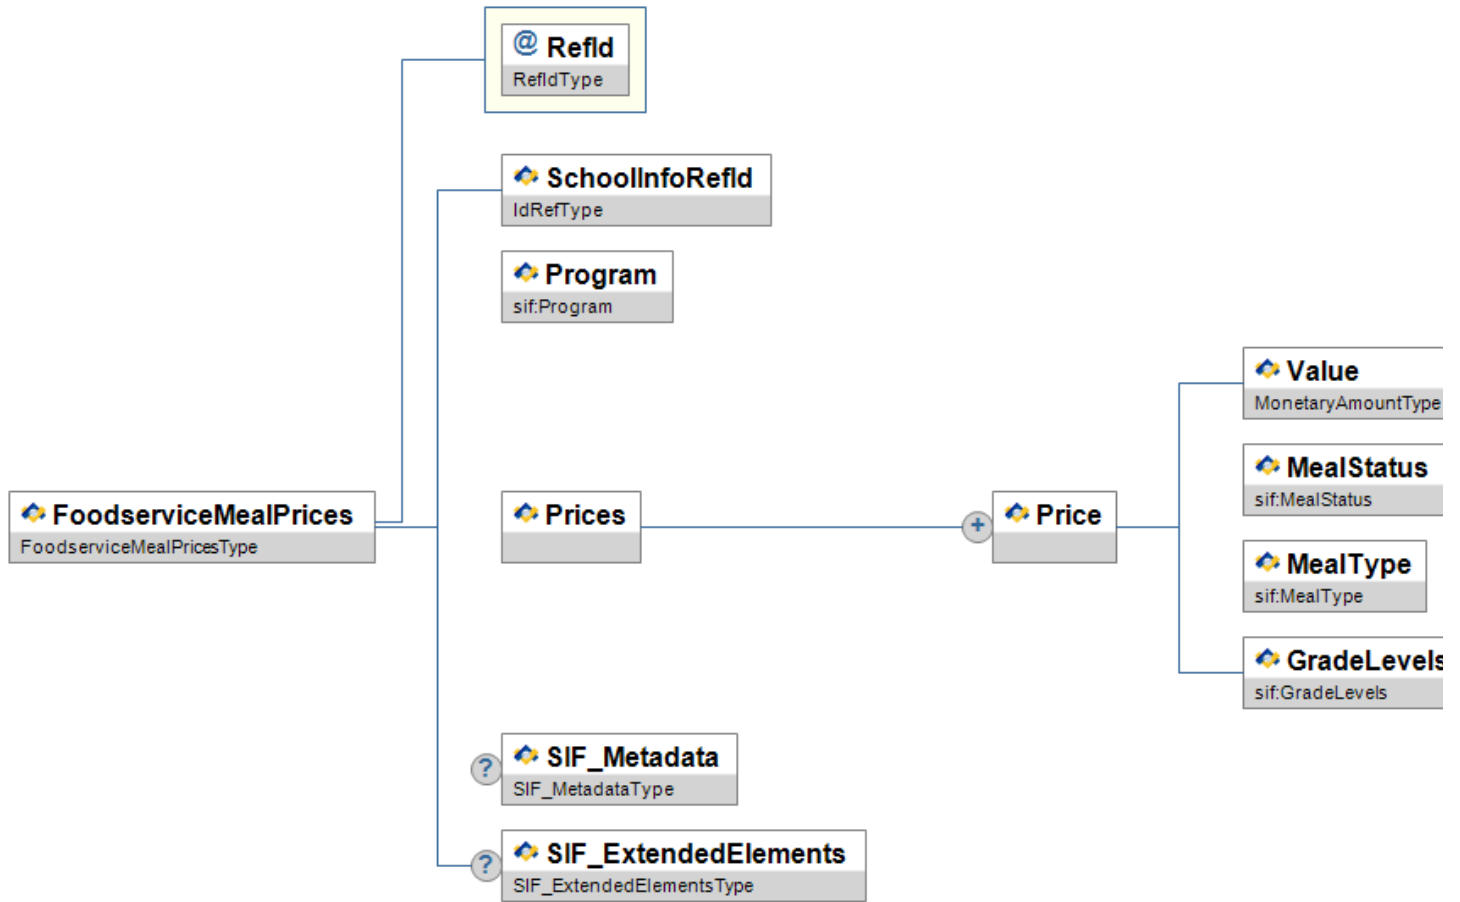 @ RefId
RefIdType
SchoolInfoRefId
IdRefType
Program
sif:Program
Value
MonetaryAmountType
MealStatus
sif:MealStatus
FoodserviceMealPrices
FoodserviceMealPricesType
Prices
+
Price
MealType
sif:MealType
GradeLevels
sif:GradeLevels
?
SIF_Metadata
SIF_MetadataType
?
SIF_ExtendedElements
SIF_ExtendedElementsType